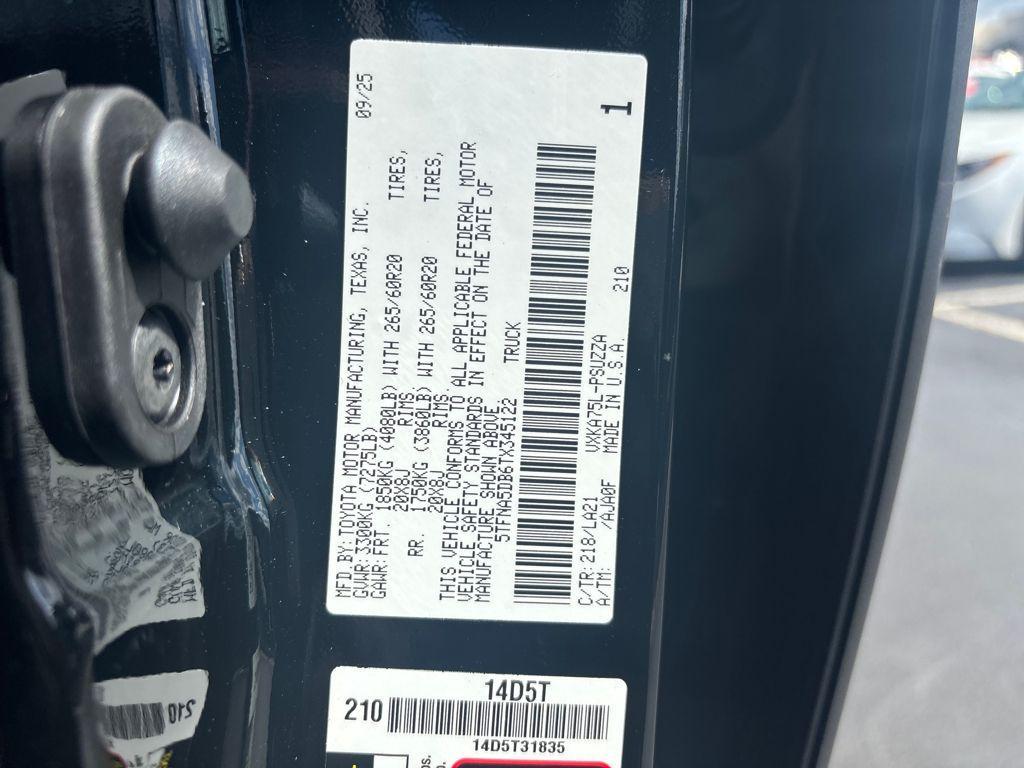 MFD BY: TOYOTA MOTOR MANUFACTURING, TEXAS, INC. 09/25
GVWR: 3300KG (7275LB)
GAWR: FRT. 1850KG (4080LB) WITH 265/60R20 TIRES,
20X8J RIMS
RR. 1750KG (3860LB) WITH 265/60R20 TIRES,
20X8J RIMS
THIS VEHICLE CONFORMS TO ALL APPLICABLE FEDERAL MOTOR
VEHICLE SAFETY STANDARDS IN EFFECT ON THE DATE OF
MANUFACTURE SHOWN ABOVE.
5TFNA5DB6TX345122 TRUCK
C/TR: 218/LA21 VXKA75L-PSUZZA 210
A/TM: /AJA0F MADE IN U.S.A.
1
14D5T
210
14D5T31835
210